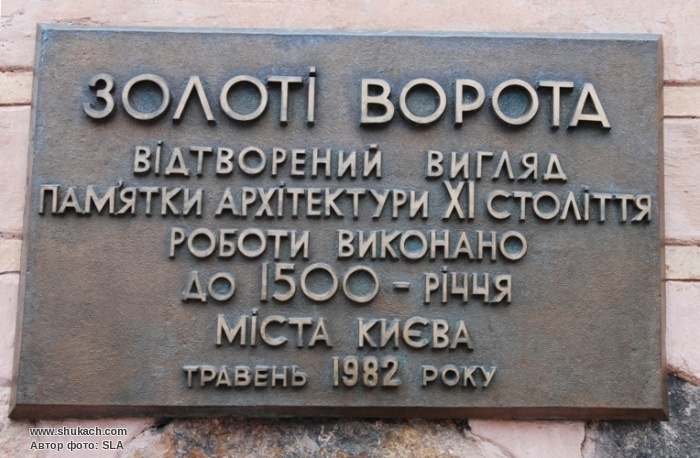 ЗОЛОТІ ВОРОТА
ВІДТВОРЕНИЙ ВИГЛЯД
ПАМ'ЯТКИ АРХІТЕКТУРИ XI СТОЛІТТЯ
РОБОТИ ВИКОНАНО
ДО 1500 - РІЧЧЯ
МІСТА КИЄВА
ТРАВЕНЬ 1982 РОКУ
www.shukach.com
Автор фото: SLA